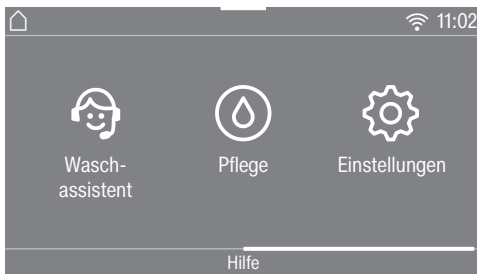 11:02
Wasch-
assistent
Pflege
Einstellungen
Hilfe